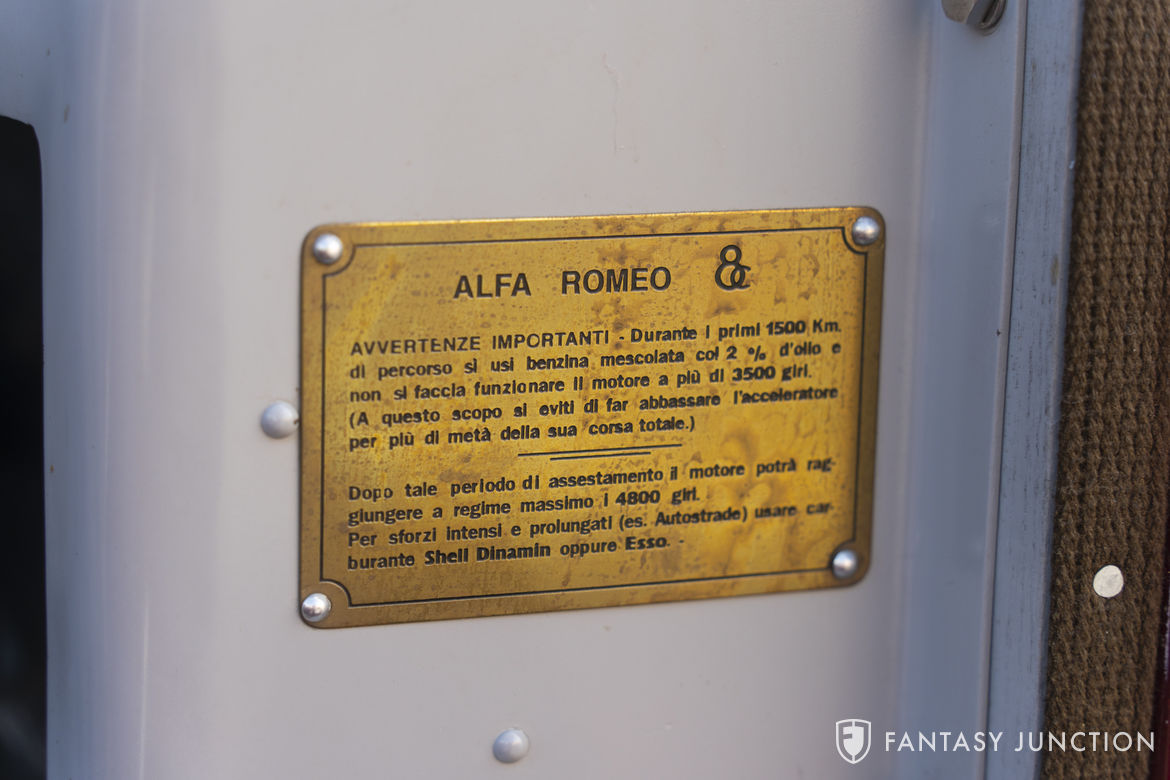 ALFA ROMEO 8C
AVVERTENZE IMPORTANTI - Durante i primi 1500 Km.
di percorso si usi benzina mescolata col 2 % d'olio e
non si faccia funzionare il motore a più di 3500 giri.
(A questo scopo si eviti di far abbassare l'acceleratore
per più di metà della sua corsa totale.)
Dopo tale periodo di assestamento il motore potrà rag-
giungere a regime massimo i 4800 giri.
Per sforzi intensi e prolungati (es. Autostrade) usare car-
burante Shell Dinamin oppure Esso. -
FANTASY JUNCTION